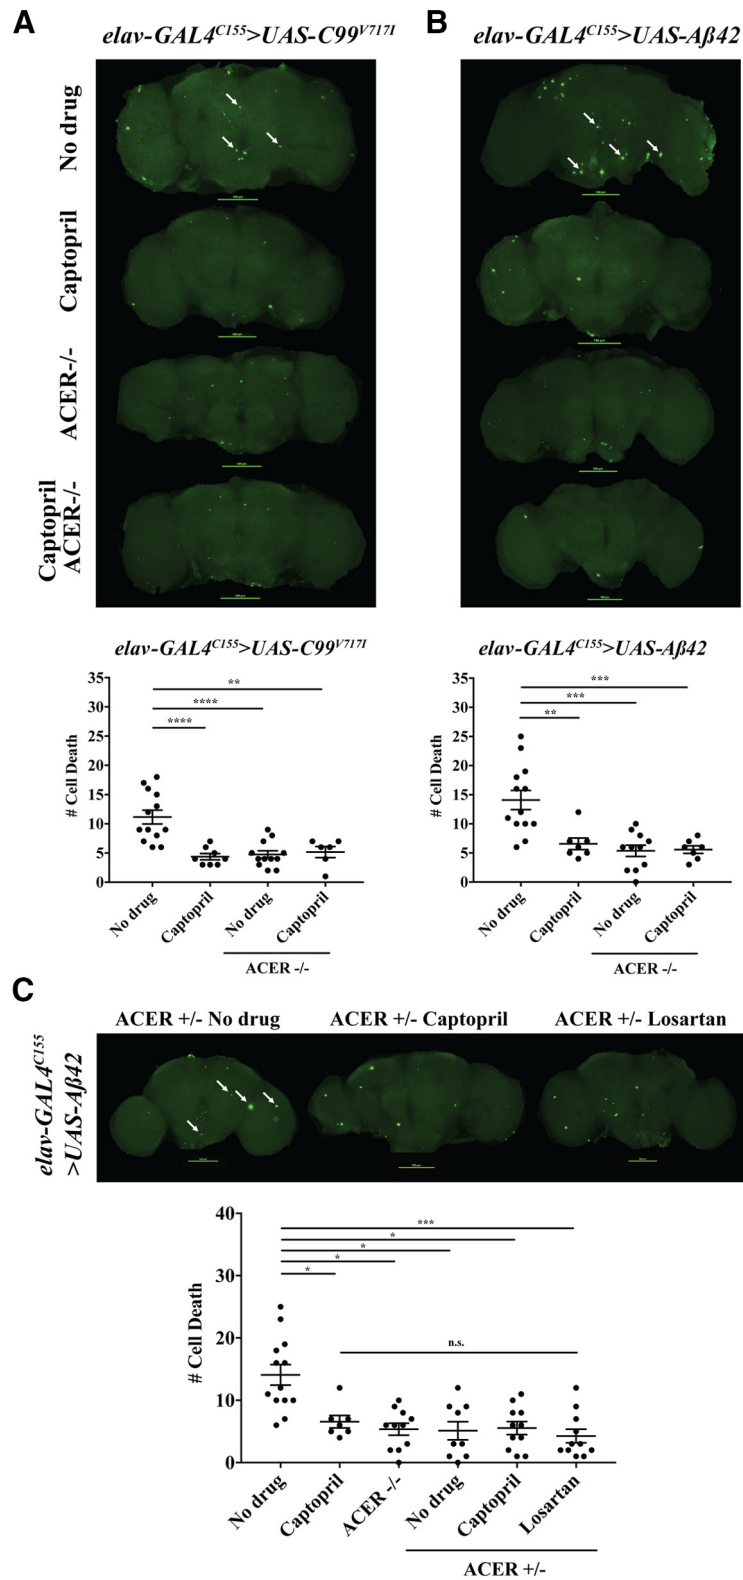 A
elav-GAL4C155>UAS-C99V717I
B
elav-GAL4C155>UAS-Aβ42
No drug
Captopril
ACER-/-
Captopril
ACER-/-
elav-GAL4C155>UAS-C99V717I
# Cell Death
35
30
25
20
15
10
5
0
**
****
****
No drug
Captopril
No drug
Captopril
ACER -/-
elav-GAL4C155>UAS-Aβ42
# Cell Death
35
30
25
20
15
10
5
0
***
***
**
No drug
Captopril
No drug
Captopril
ACER -/-
C
ACER +/- No drug
ACER +/- Captopril
ACER +/- Losartan
elav-GAL4C155
>UAS-Aβ42
# Cell Death
40
30
20
10
0
***
*
*
*
*
n.s.
No drug
Captopril
ACER -/-
No drug
Captopril
Losartan
ACER +/-